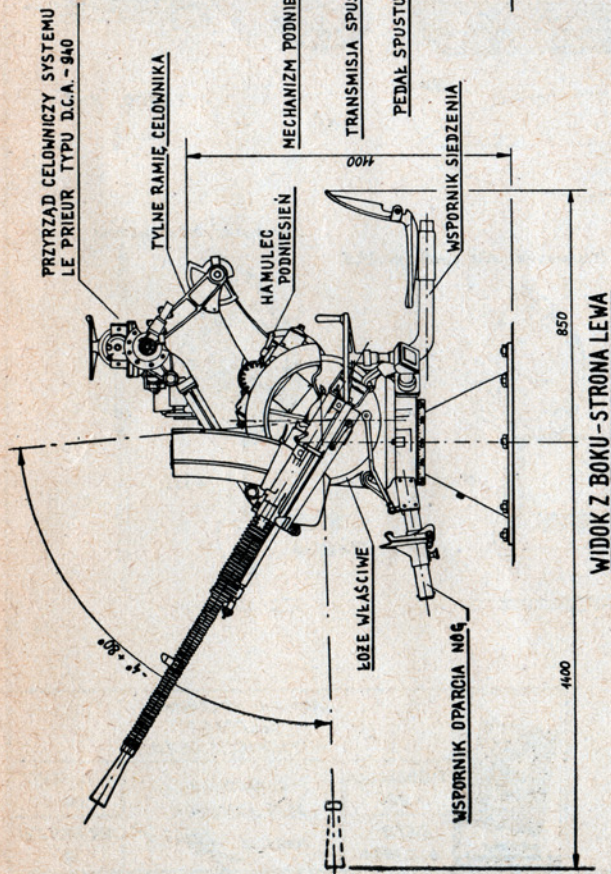 PRZYRZĄD CELOWNICZY SYSTEMU
LE PRIEUR TYPU D.C.A. - 940
TYLNE RAMIĘ CELOWNIKA
HAMULEC
PODNIESIEŃ
MECHANIZM PODNIE
TRANSMISJA SPUS
PEDAŁ SPUSTU
1100
WSPORNIK SIEDZENIA
-4° + 80°
ŁOŻE WŁAŚCIWE
WSPORNIK OPARCIA NÓG
1400
850
WIDOK Z BOKU - STRONA LEWA